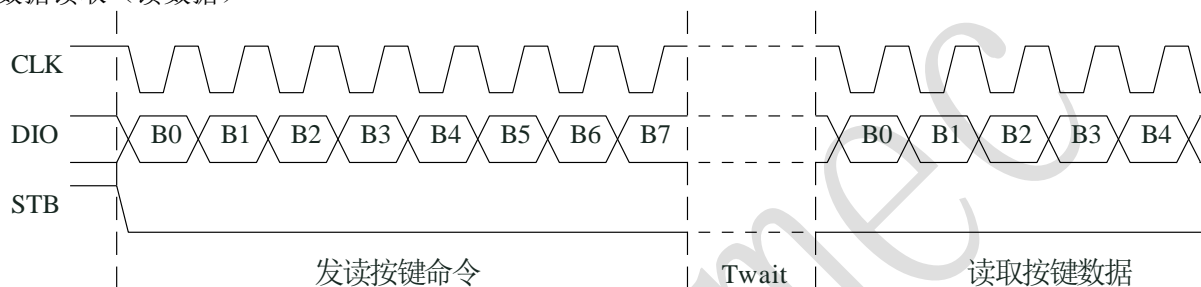 数据读取（读数据）
CLK
DIO B0 B1 B2 B3 B4 B5 B6 B7 B0 B1 B2 B3 B4
STB
发读按键命令 Twait 读取按键数据